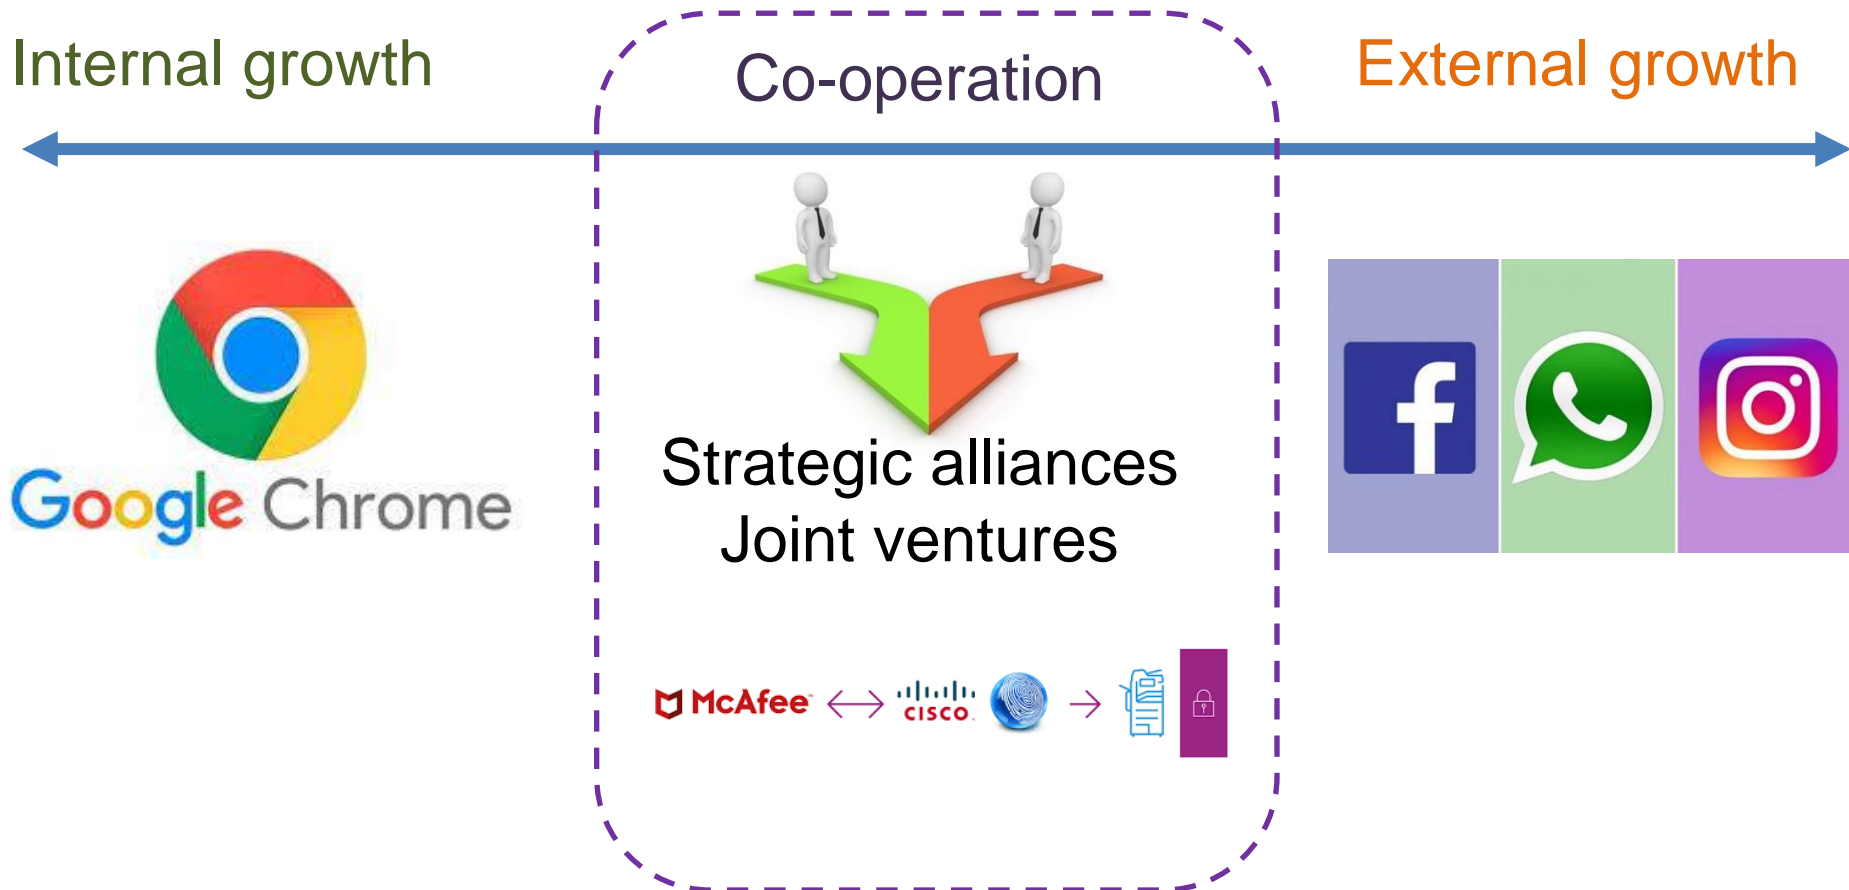 Internal growth
Co-operation
External growth
Google Chrome
Strategic alliances
Joint ventures
McAfee
CISCO